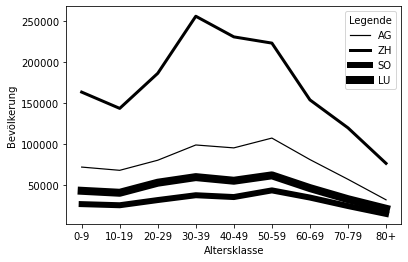 Legende
AG
ZH
SO
LU
250000
200000
150000
100000
50000
Bevölkerung
0-9 10-19 20-29 30-39 40-49 50-59 60-69 70-79 80+
Altersklasse